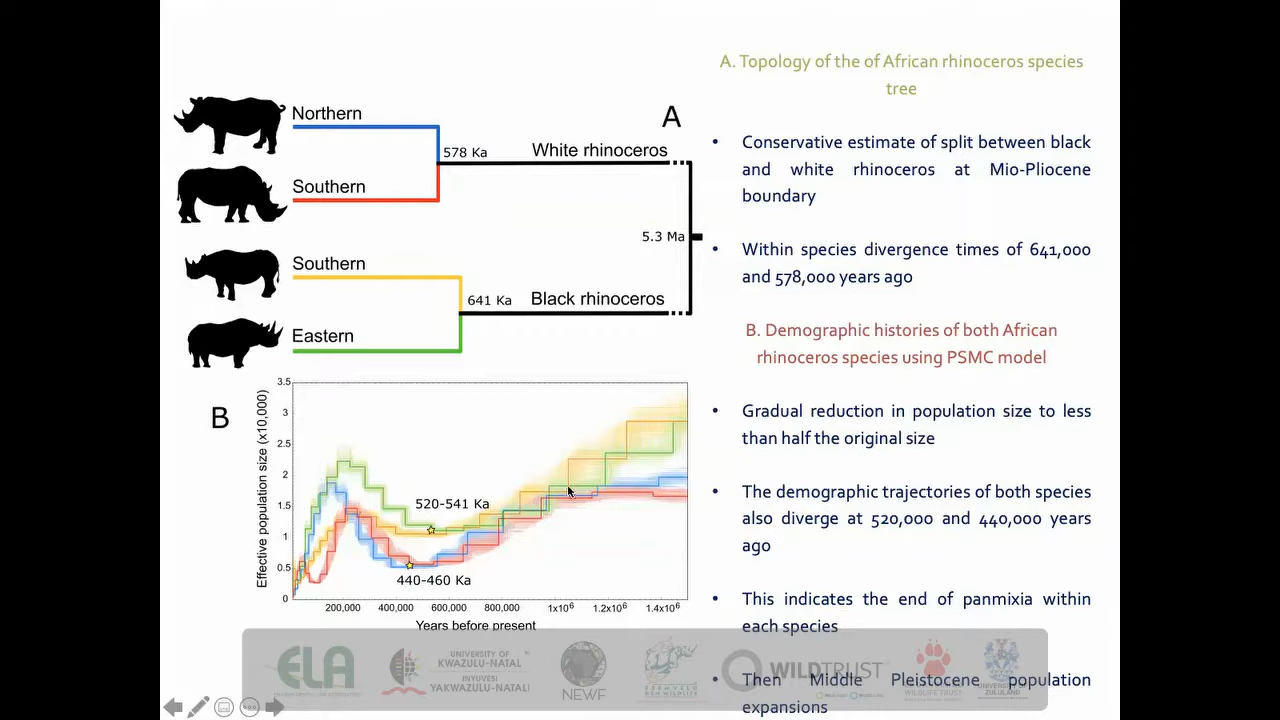 Northern
A
578 Ka
White rhinoceros
Southern
5.3 Ma
Southern
641 Ka
Black rhinoceros
Eastern
B
Effective population size (x10,000)
3.5
3
2.5
2
1.5
1
0.5
0
520-541 Ka
440-460 Ka
200,000
400,000
600,000
800,000
1x10⁶
1.2x10⁶
1.4x10⁶
Years before present
A. Topology of the of African rhinoceros species
tree
• Conservative estimate of split between black
and white rhinoceros at Mio-Pliocene
boundary
• Within species divergence times of 641,000
and 578,000 years ago
B. Demographic histories of both African
rhinoceros species using PSMC model
• Gradual reduction in population size to less
than half the original size
• The demographic trajectories of both species
also diverge at 520,000 and 440,000 years
ago
• This indicates the end of panmixia within
each species
• Then Middle Pleistocene population
expansions
ELA
UNIVERSITY OF
KWAZULU-NATAL
INYUVESI
YAKWAZULU-NATALI
NEWF
EZEMVELO
KZN WILDLIFE
WILDTRUST
WILDLIFE TRUST
ZULULAND